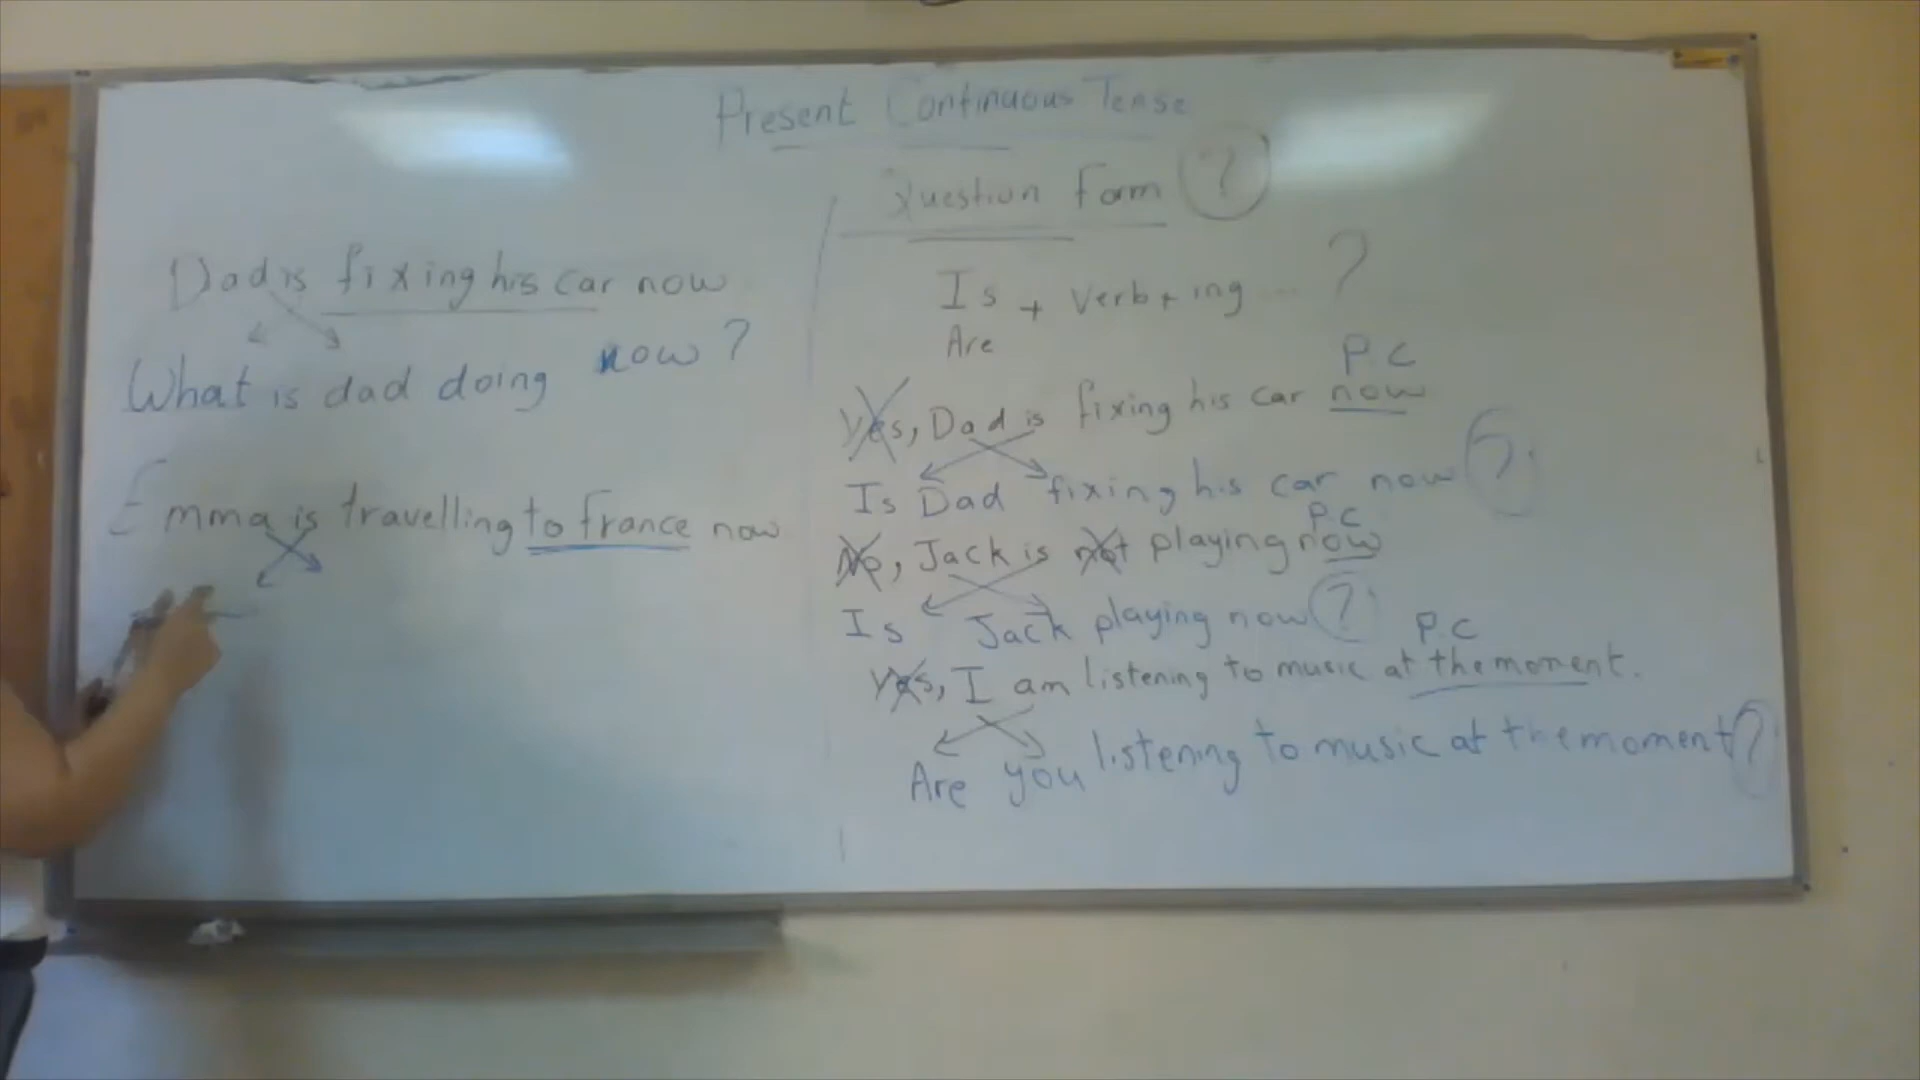 Present Continuous Tense
Question form ?
Dad is fixing his car now
What is dad doing now?
Emma is travelling to france now
Is + Verb+ing ... ?
Are
P.C
Yes, Dad is fixing his car now
Is Dad fixing his car now?
P.C
No, Jack is not playing now
Is Jack playing now?
P.C
Yes, I am listening to music at the moment.
Are you listening to music at the moment?